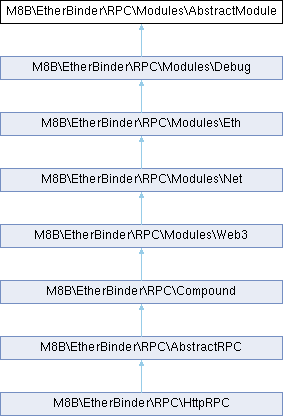 M8B\EtherBinder\RPC\Modules\AbstractModule
M8B\EtherBinder\RPC\Modules\Debug
M8B\EtherBinder\RPC\Modules\Eth
M8B\EtherBinder\RPC\Modules\Net
M8B\EtherBinder\RPC\Modules\Web3
M8B\EtherBinder\RPC\Compound
M8B\EtherBinder\RPC\AbstractRPC
M8B\EtherBinder\RPC\HttpRPC